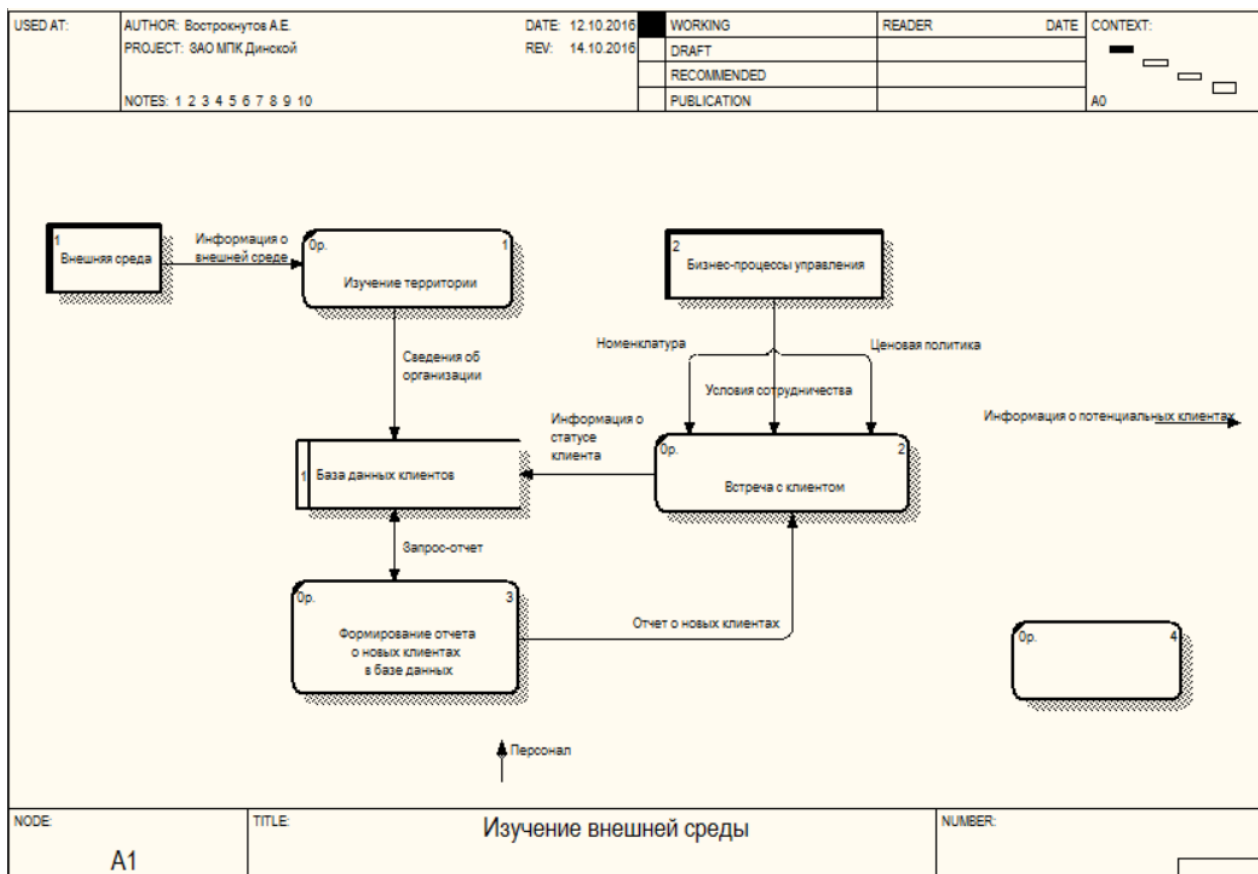 USED AT:
AUTHOR: Вострокнутов А.Е.
DATE: 12.10.2016
PROJECT: ЗАО МПК Динской
REV: 14.10.2016
NOTES: 1 2 3 4 5 6 7 8 9 10
WORKING
DRAFT
RECOMMENDED
PUBLICATION
READER
DATE
CONTEXT:
A0
1
Внешняя среда
Информация о
внешней среде
0р.
1
Изучение территории
2
Бизнес-процессы управления
Сведения об
организации
Номенклатура
Ценовая политика
Условия сотрудничества
Информация о потенциальных клиентах
Информация о
статусе
клиента
1
База данных клиентов
0р.
2
Встреча с клиентом
Запрос-отчет
0р.
3
Формирование отчета
о новых клиентах
в базе данных
Отчет о новых клиентах
0р.
4
Персонал
NODE:
A1
TITLE:
Изучение внешней среды
NUMBER: